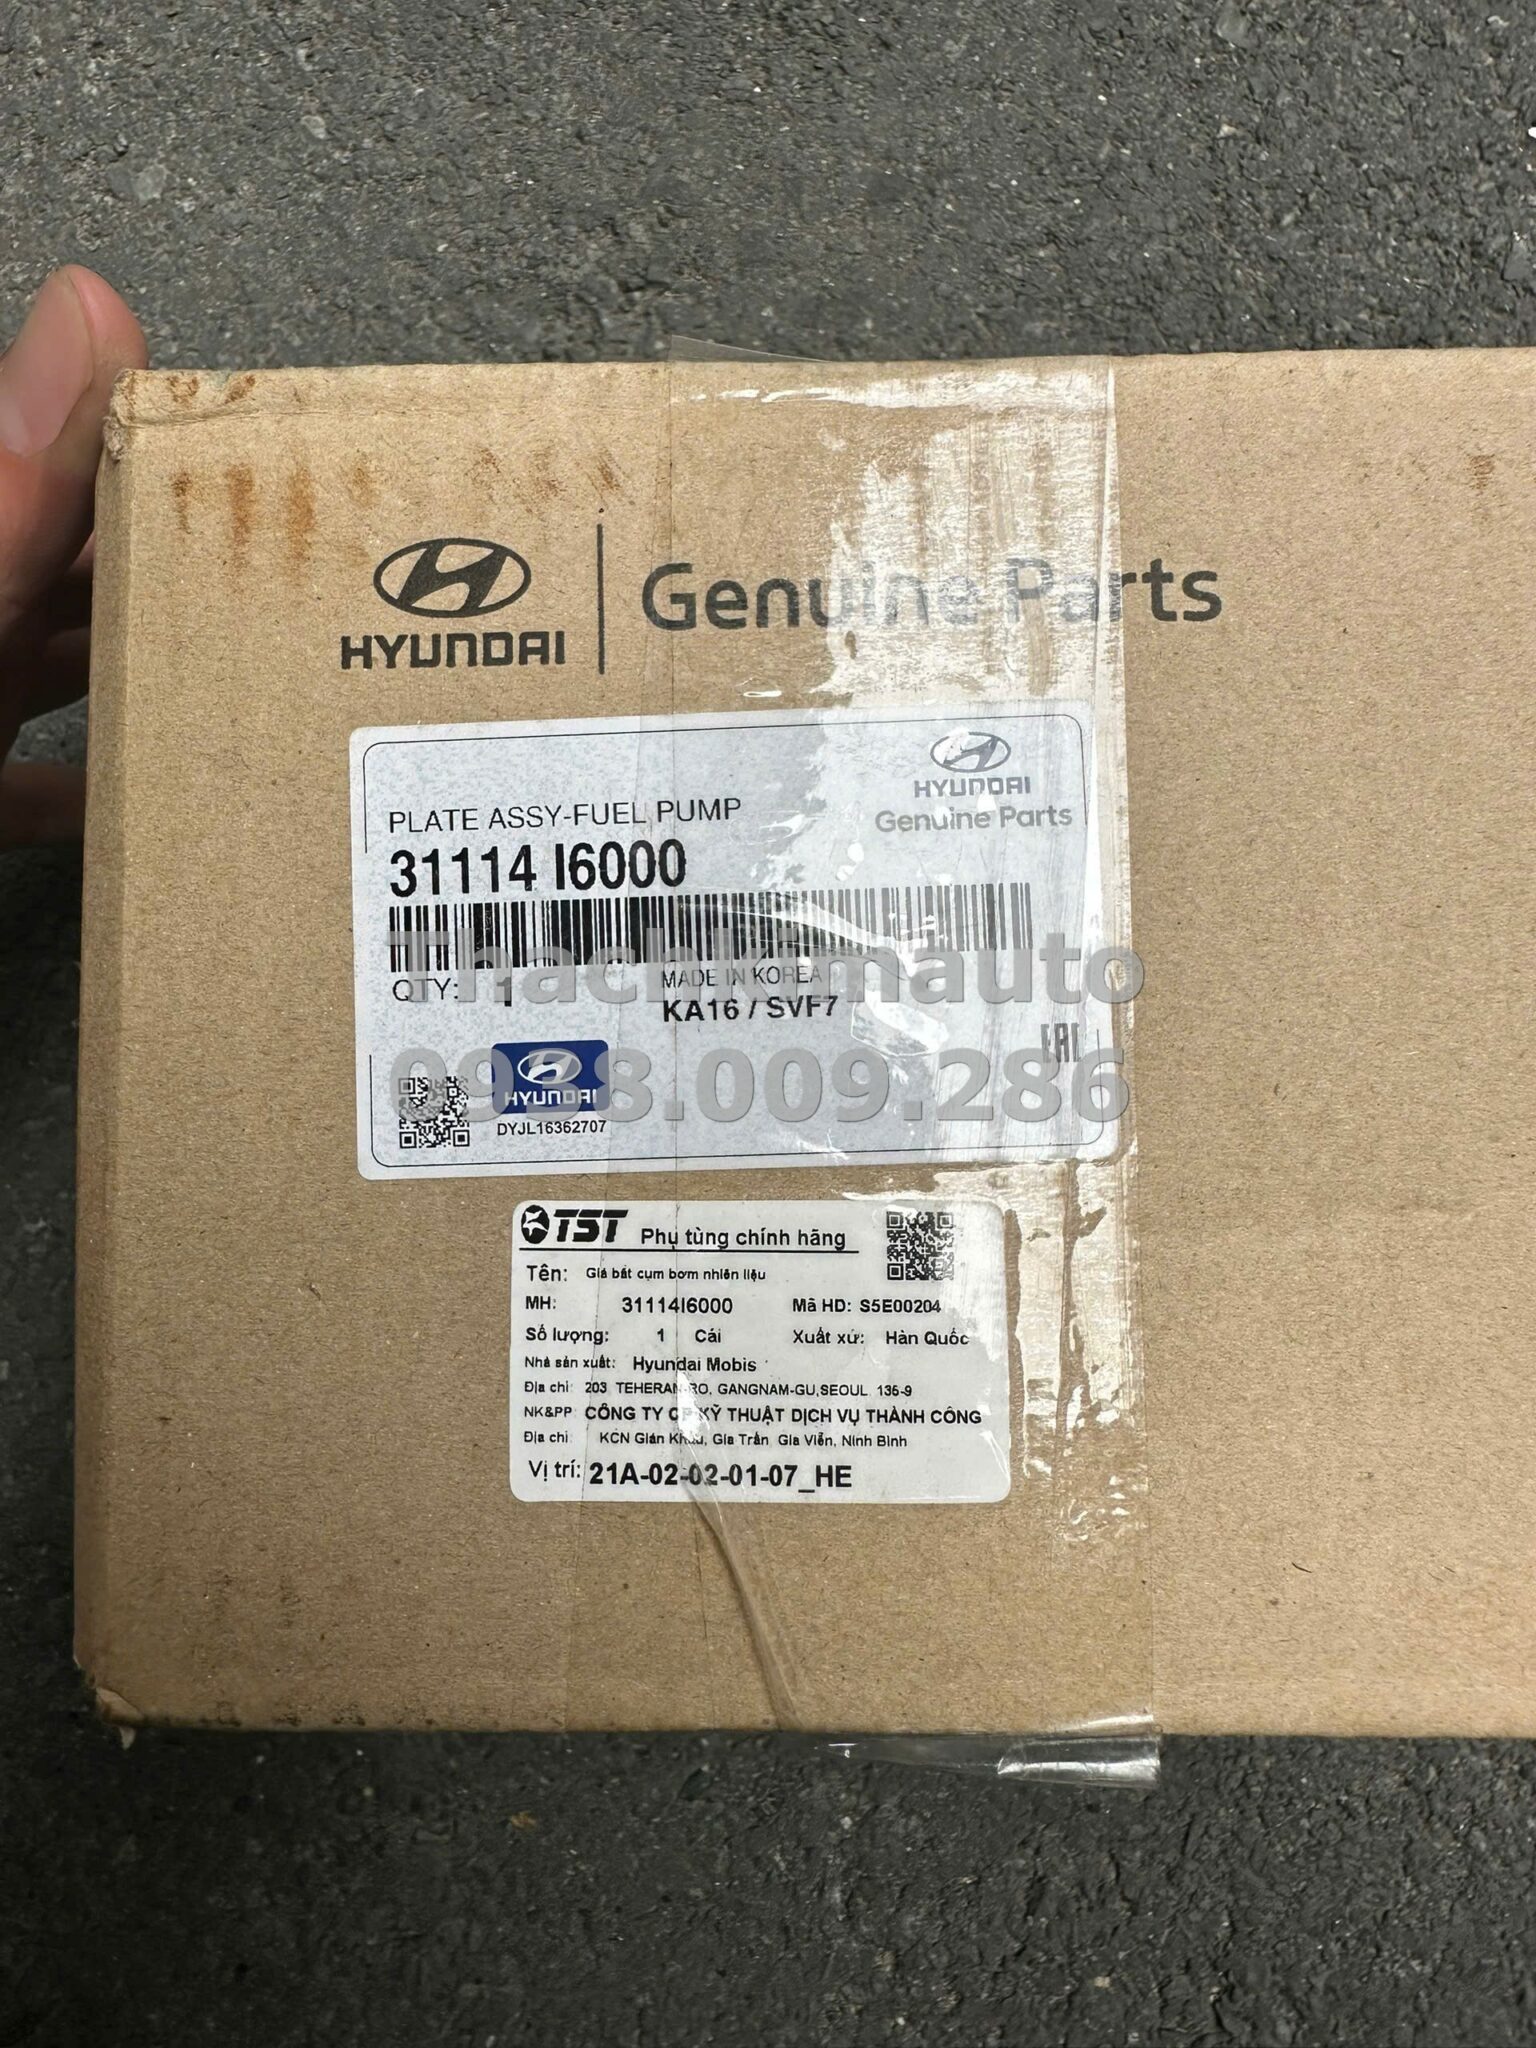 HYUNDAI
Genuine Parts
HYUNDAI
Genuine Parts
PLATE ASSY-FUEL PUMP
31114 I6000
Thach Kimauto
QTY: 1
MADE IN KOREA
KA16 / SVF7
EAC
0938.009.286
HYUNDAI
DYJL16362707
TST Phụ tùng chính hãng
Tên: Giá bắt cụm bơm nhiên liệu
MH: 31114I6000 Mã HD: S5E00204
Số lượng: 1 Cái Xuất xứ: Hàn Quốc
Nhà sản xuất: Hyundai Mobis
Địa chỉ: 203 TEHERAN-RO, GANGNAM-GU,SEOUL 135-9
NK&PP: CÔNG TY CP KỸ THUẬT DỊCH VỤ THÀNH CÔNG
Địa chỉ: KCN Gián Khẩu, Gia Trấn, Gia Viễn, Ninh Bình
Vị trí: 21A-02-02-01-07_HE